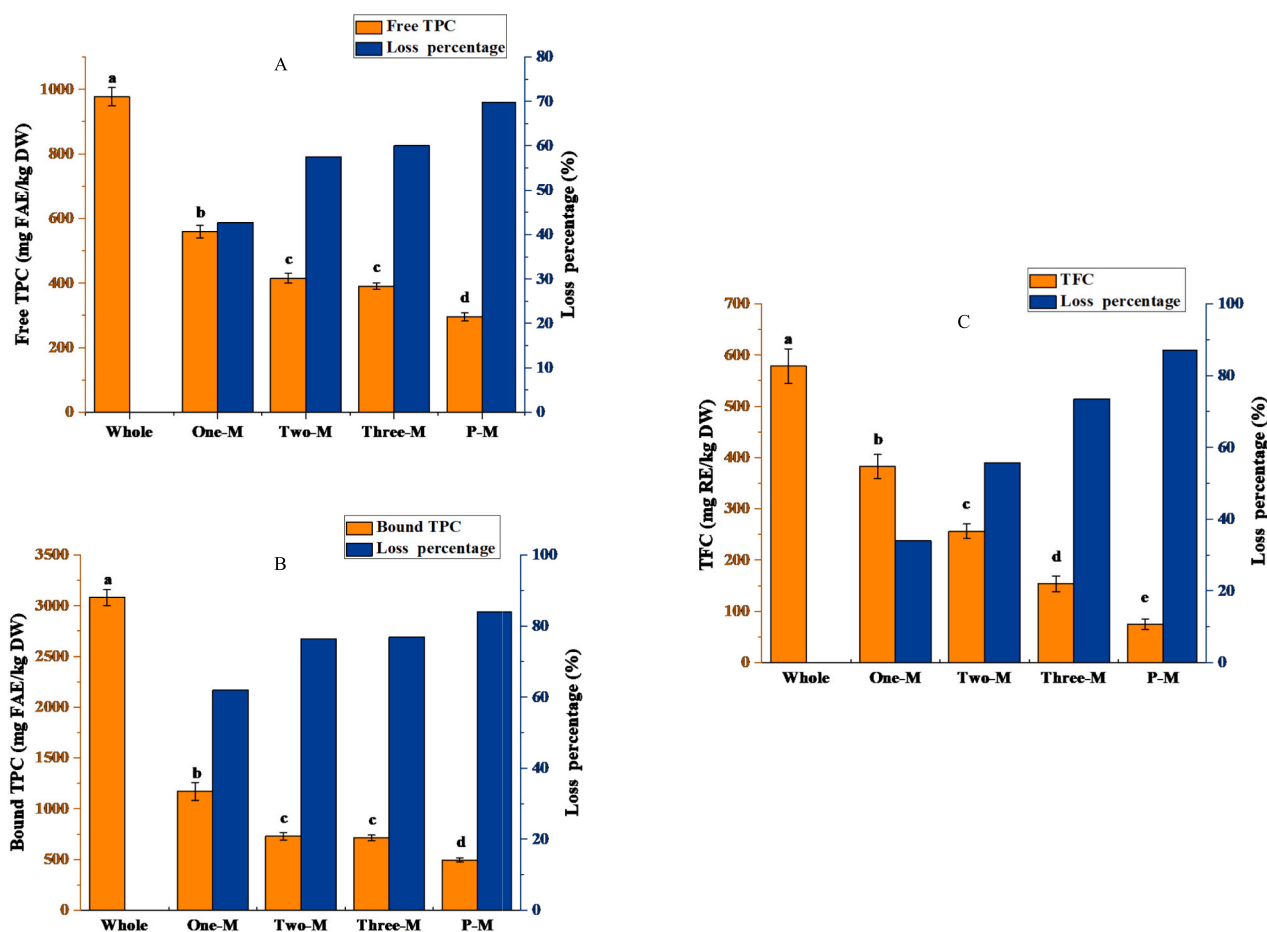 Free TPC
Loss percentage
A
Free TPC (mg FAE/kg DW)
1000
800
600
400
200
0
a
b
c
c
d
80
70
60
50
40
30
20
10
0
Loss percentage (%)
Whole One-M Two-M Three-M P-M
Bound TPC
Loss percentage
B
Bound TPC (mg FAE/kg DW)
3500
3000
2500
2000
1500
1000
500
0
a
b
c
c
d
100
80
60
40
20
0
Loss percentage (%)
Whole One-M Two-M Three-M P-M
TFC
Loss percentage
C
TFC (mg RE/kg DW)
700
600
500
400
300
200
100
0
a
b
c
d
e
100
80
60
40
20
0
Loss percentage (%)
Whole One-M Two-M Three-M P-M